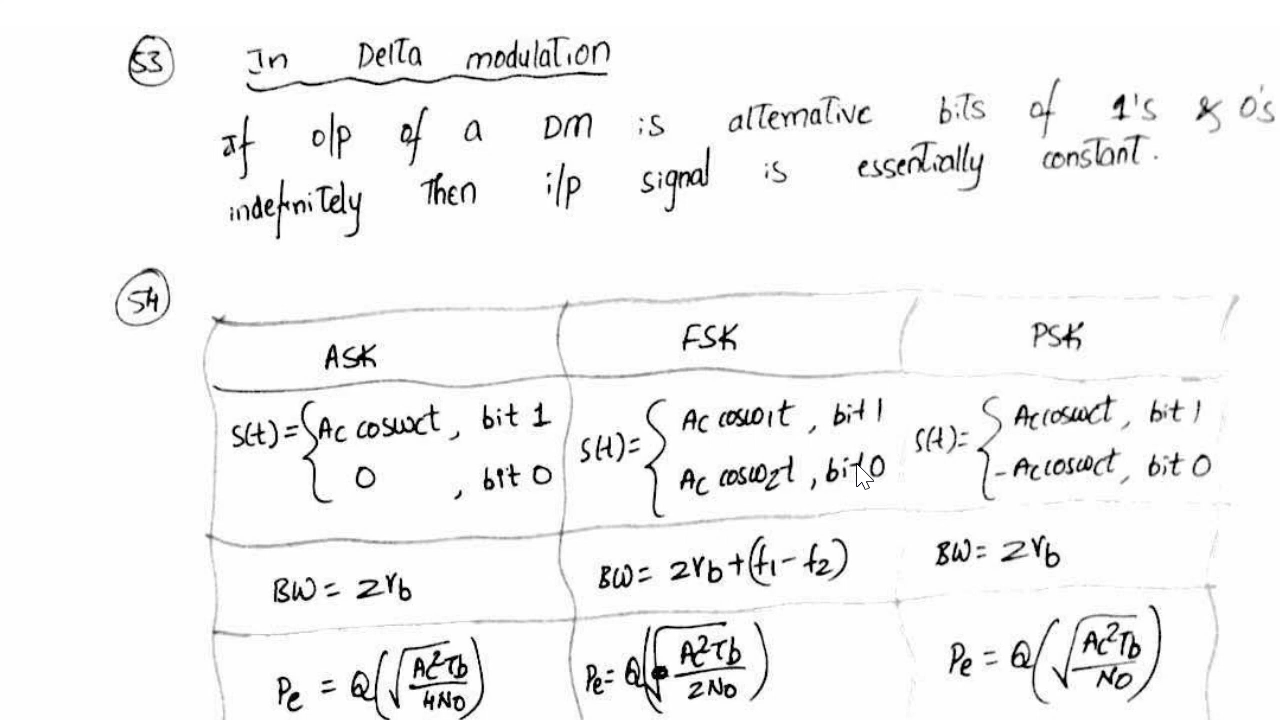 53 In Delta modulation
If o/p of a DM is alternative bits of 1's & 0's
indefinitely Then i/p signal is essentially constant.
54
ASK FSK PSK
S(t)={Ac cosωct, bit 1 S(t)={Ac cosω1t, bit 1 S(t)={Ac cosωct, bit 1
0, bit 0 Ac cosω2t, bit 0 -Ac cosωct, bit 0
BW = 2rb BW = 2rb+(f1-f2) BW = 2rb
Pe = Q(√(Ac²Tb/4N0)) Pe = Q(√(Ac²Tb/2N0)) Pe = Q(√(Ac²Tb/N0))